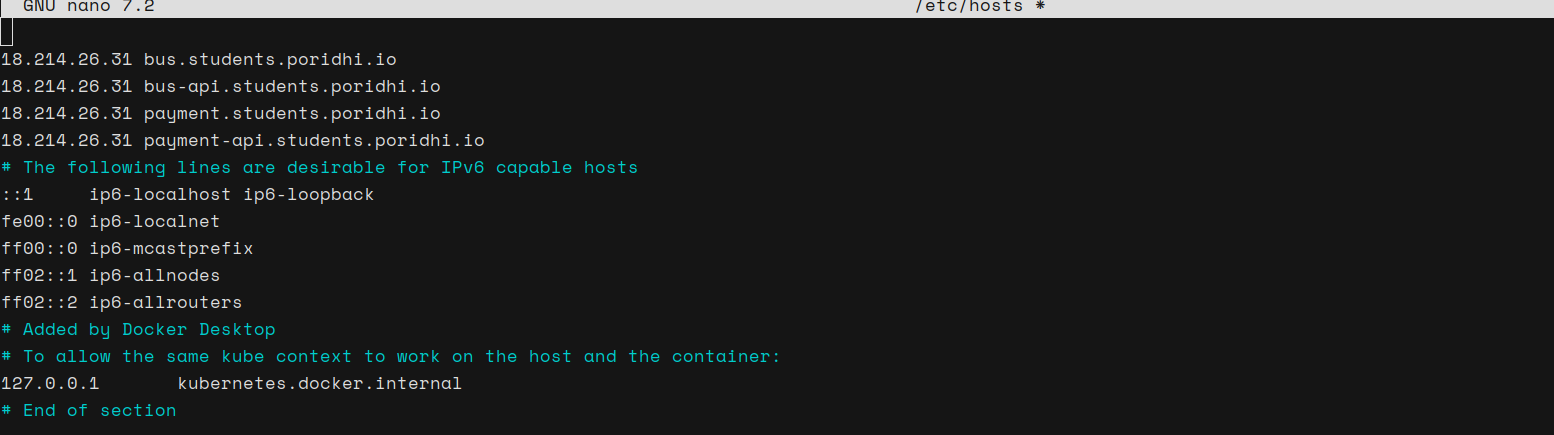 GNU nano 7.2 /etc/hosts *
18.214.26.31 bus.students.poridhi.io
18.214.26.31 bus-api.students.poridhi.io
18.214.26.31 payment.students.poridhi.io
18.214.26.31 payment-api.students.poridhi.io
# The following lines are desirable for IPv6 capable hosts
::1     ip6-localhost ip6-loopback
fe00::0 ip6-localnet
ff00::0 ip6-mcastprefix
ff02::1 ip6-allnodes
ff02::2 ip6-allrouters
# Added by Docker Desktop
# To allow the same kube context to work on the host and the container:
127.0.0.1       kubernetes.docker.internal
# End of section